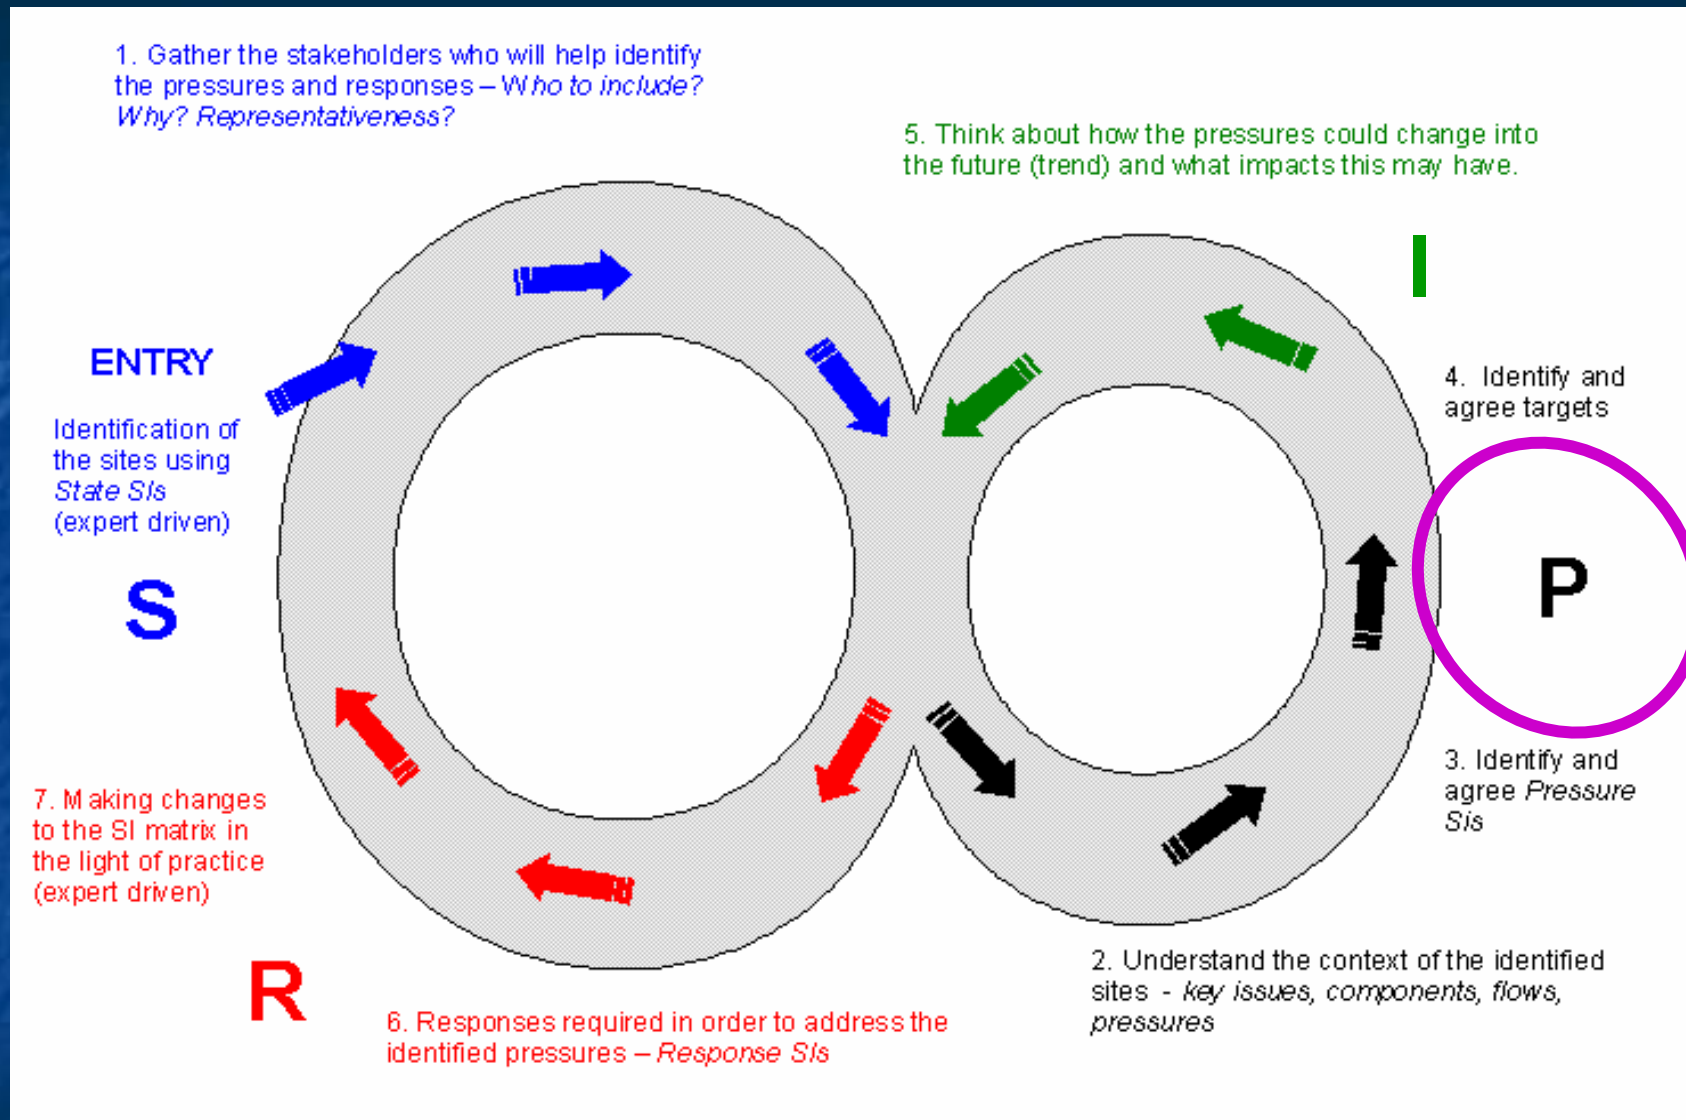 1. Gather the stakeholders who will help identify
the pressures and responses – Who to include?
Why? Representativeness?
5. Think about how the pressures could change into
the future (trend) and what impacts this may have.
I
ENTRY
Identification of
the sites using
State SIs
(expert driven)
S
4. Identify and
agree targets
P
3. Identify and
agree Pressure
Sis
7. Making changes
to the SI matrix in
the light of practice
(expert driven)
R
2. Understand the context of the identified
sites - key issues, components, flows,
pressures
6. Responses required in order to address the
identified pressures – Response SIs